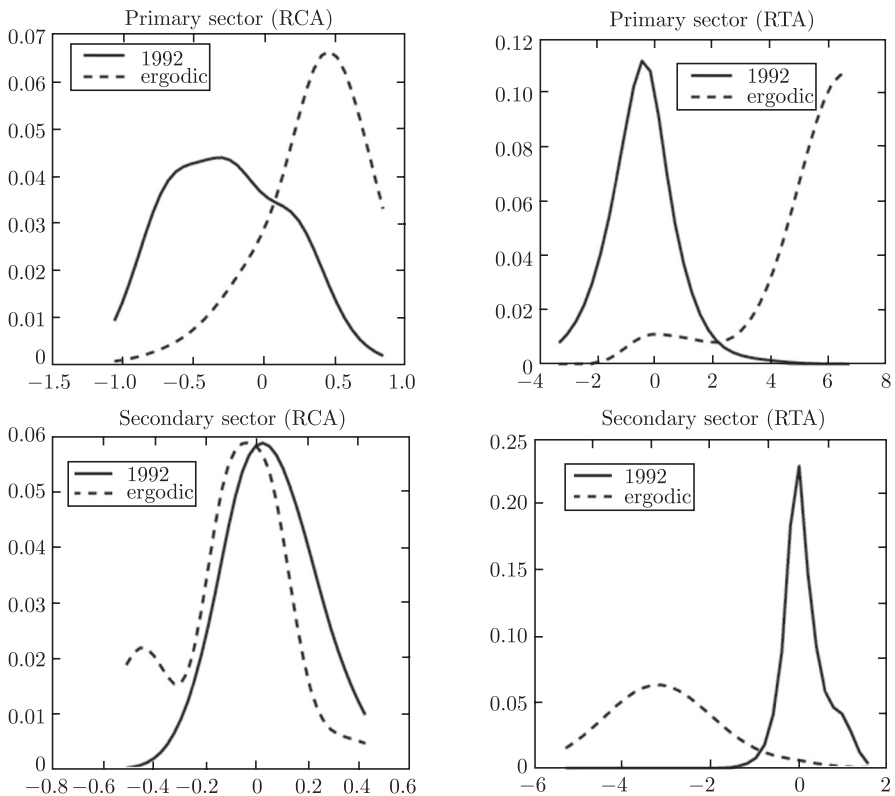 Primary sector (RCA)
0.07
0.06
0.05
0.04
0.03
0.02
0.01
0
1992
ergodic
−1.5 −1.0 −0.5 0 0.5 1.0
Primary sector (RTA)
0.12
0.10
0.08
0.06
0.04
0.02
0
1992
ergodic
−4 −2 0 2 4 6 8
Secondary sector (RCA)
0.06
0.05
0.04
0.03
0.02
0.01
0
1992
ergodic
−0.8 −0.6 −0.4 −0.2 0 0.2 0.4 0.6
Secondary sector (RTA)
0.25
0.20
0.15
0.10
0.05
0
1992
ergodic
−6 −4 −2 0 2